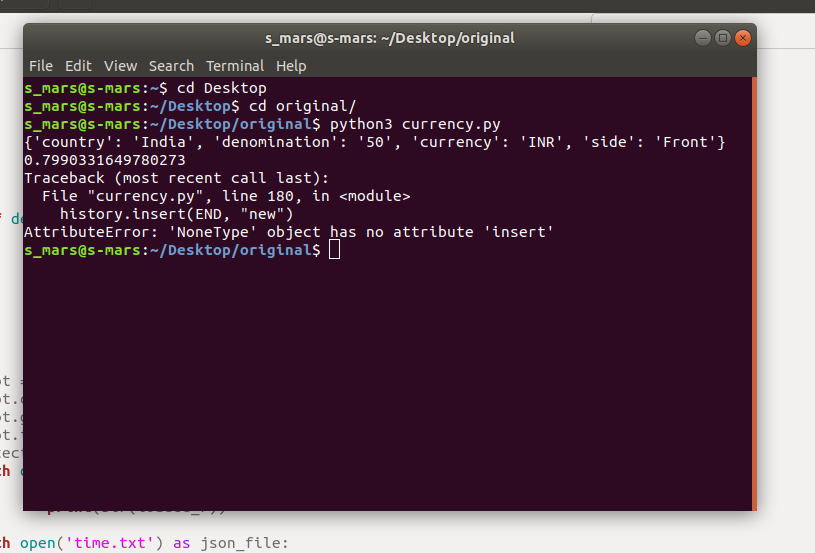 s_mars@s-mars: ~/Desktop/original
File Edit View Search Terminal Help
s_mars@s-mars:~$ cd Desktop
s_mars@s-mars:~/Desktop$ cd original/
s_mars@s-mars:~/Desktop/original$ python3 currency.py
{'country': 'India', 'denomination': '50', 'currency': 'INR', 'side': 'Front'}
0.7990331649780273
Traceback (most recent call last):
  File "currency.py", line 180, in <module>
    history.insert(END, "new")
AttributeError: 'NoneType' object has no attribute 'insert'
s_mars@s-mars:~/Desktop/original$
open('time.txt') as json_file: